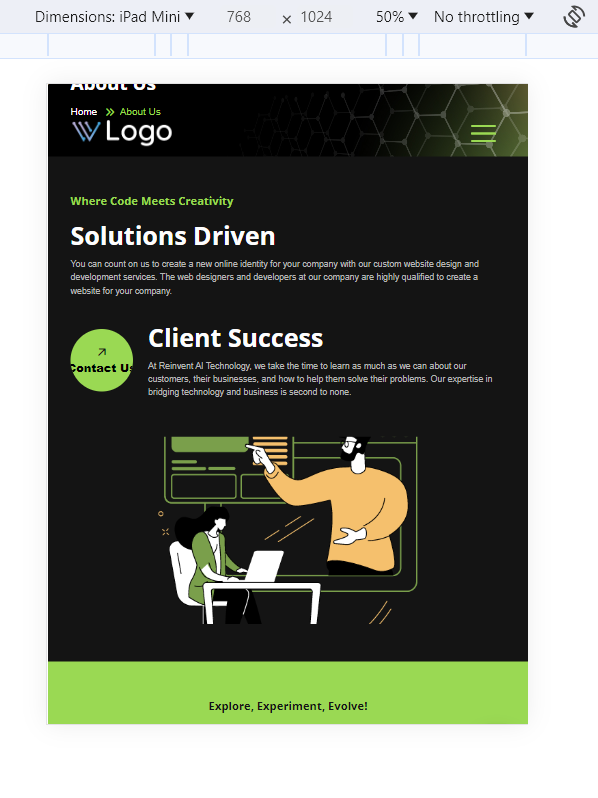 Dimensions: iPad Mini ▼ 768 × 1024 50% ▼ No throttling ▼
About Us
Home About Us
Logo
Where Code Meets Creativity
Solutions Driven
You can count on us to create a new online identity for your company with our custom website design and
development services. The web designers and developers at our company are highly qualified to create a
website for your company.
Client Success
Contact Us
At Reinvent AI Technology, we take the time to learn as much as we can about our
customers, their businesses, and how to help them solve their problems. Our expertise in
bridging technology and business is second to none.
Explore, Experiment, Evolve!